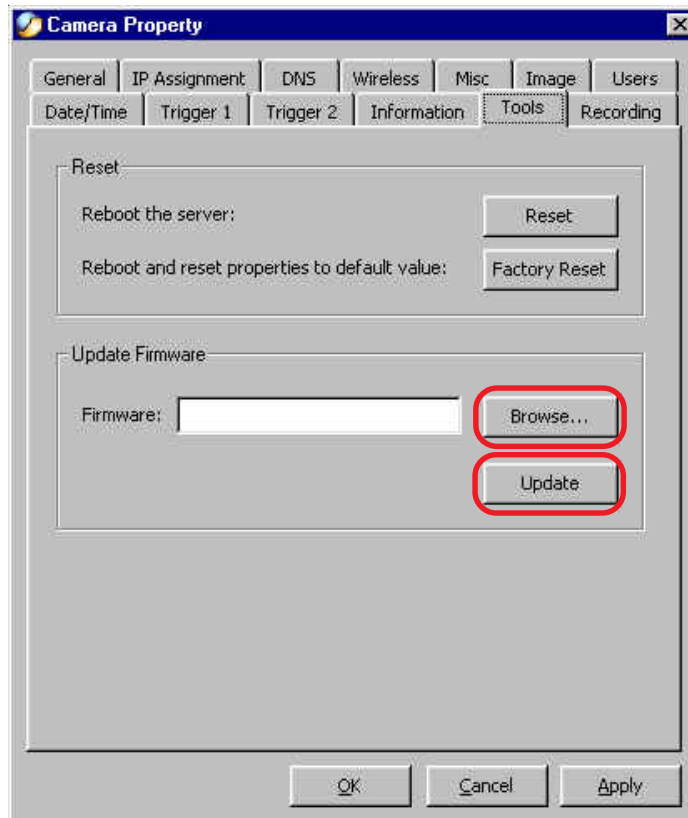 Camera Property
General IP Assignment DNS Wireless Misc Image Users
Date/Time Trigger 1 Trigger 2 Information Tools Recording
Reset
Reboot the server: Reset
Reboot and reset properties to default value: Factory Reset
Update Firmware
Firmware: Browse...
Update
OK Cancel Apply